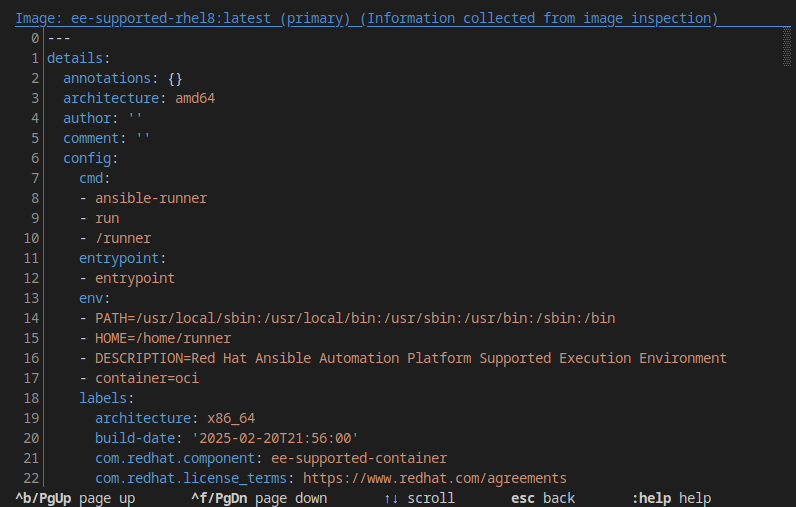 Image: ee-supported-rhel8:latest (primary) (Information collected from image inspection)
0 ---
1 details:
2   annotations: {}
3   architecture: amd64
4   author: ''
5   comment: ''
6   config:
7     cmd:
8     - ansible-runner
9     - run
10     - /runner
11     entrypoint:
12     - entrypoint
13     env:
14     - PATH=/usr/local/sbin:/usr/local/bin:/usr/sbin:/usr/bin:/sbin:/bin
15     - HOME=/home/runner
16     - DESCRIPTION=Red Hat Ansible Automation Platform Supported Execution Environment
17     - container=oci
18     labels:
19       architecture: x86_64
20       build-date: '2025-02-20T21:56:00'
21       com.redhat.component: ee-supported-container
22       com.redhat.license_terms: https://www.redhat.com/agreements
^b/PgUp page up   ^f/PgDn page down   ↑↓ scroll   esc back   :help help